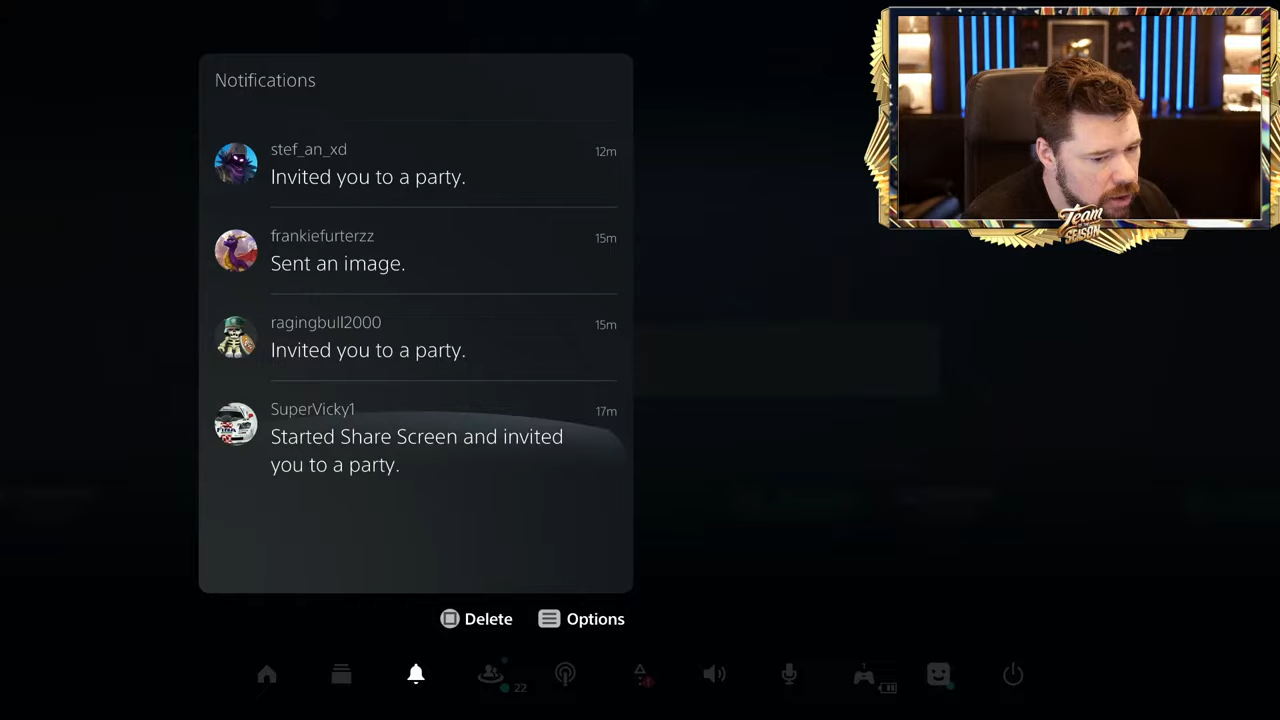 Notifications
stef_an_xd
12m
Invited you to a party.
frankiefurterzz
15m
Sent an image.
ragingbull2000
15m
Invited you to a party.
SuperVicky1
17m
Started Share Screen and invited
you to a party.
Delete
Options
22
1
Team
SEASON